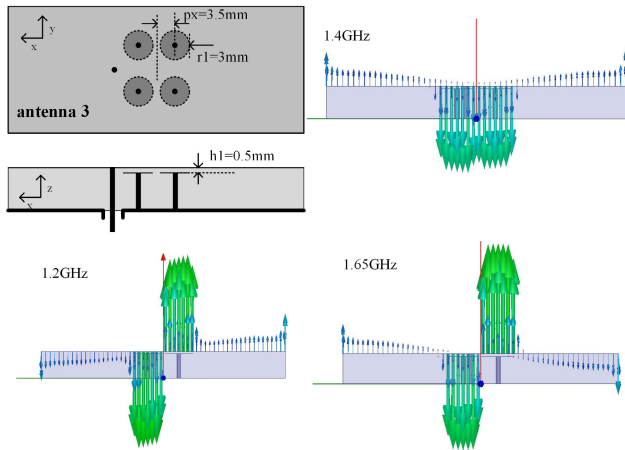 y
x
px=3.5mm
r1=3mm
antenna 3
h1=0.5mm
z
x
1.4GHz
1.2GHz
1.65GHz